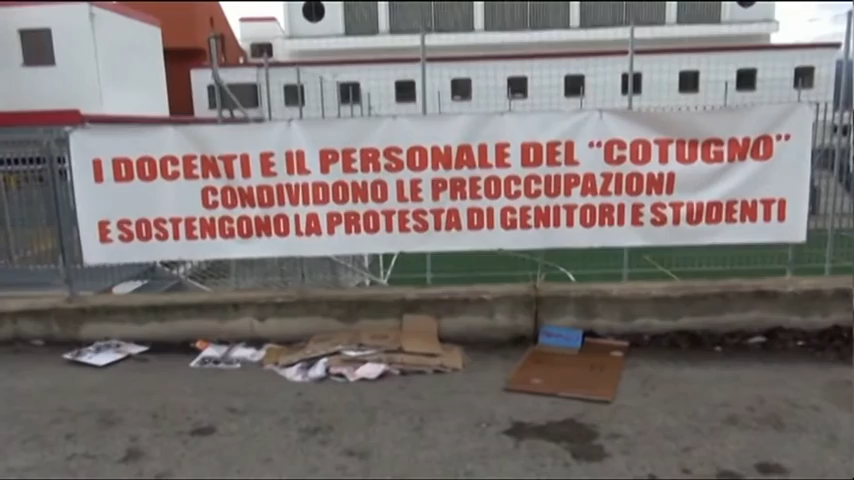 I DOCENTI E IL PERSONALE DEL "COTUGNO"
CONDIVIDONO LE PREOCCUPAZIONI
E SOSTENGONO LA PROTESTA DI GENITORI E STUDENTI